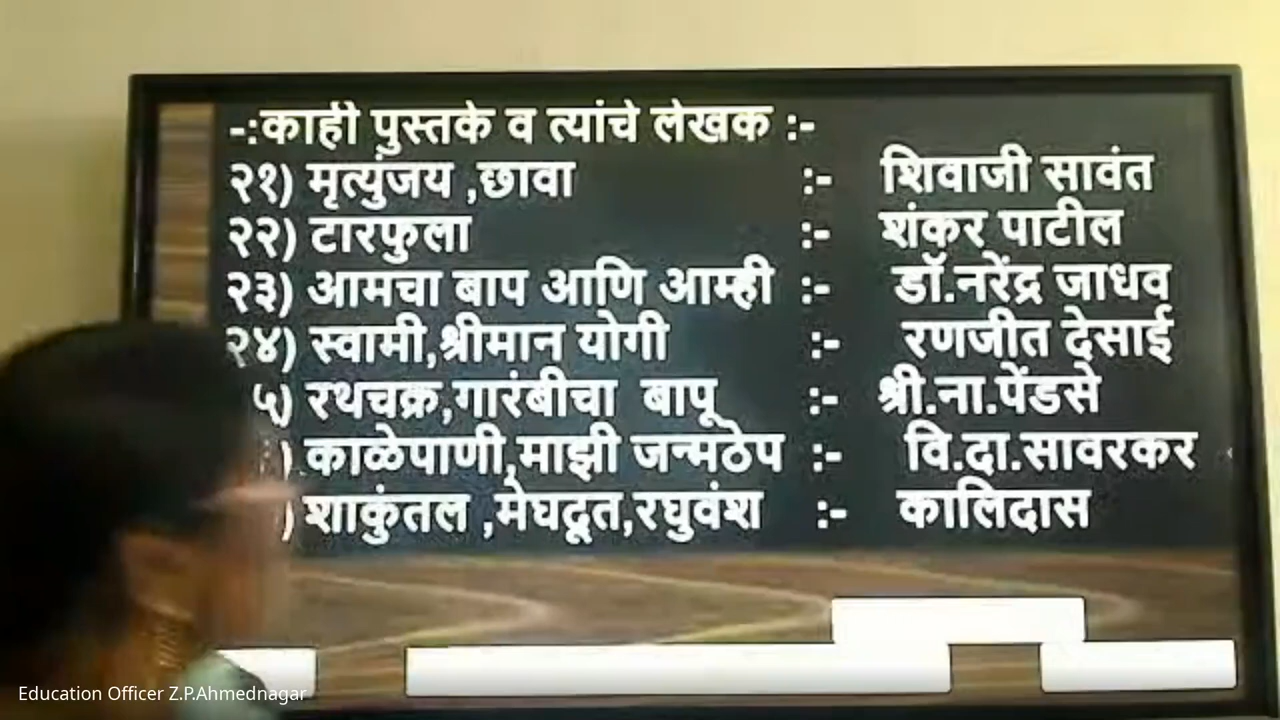 -:काही पुस्तके व त्यांचे लेखक :-
२१) मृत्युंजय ,छावा :- शिवाजी सावंत
२२) टारफुला :- शंकर पाटील
२३) आमचा बाप आणि आम्ही :- डॉ.नरेंद्र जाधव
२४) स्वामी,श्रीमान योगी :- रणजीत देसाई
५) रथचक्र,गारंबीचा बापू :- श्री.ना.पेंडसे
) काळेपाणी,माझी जन्मठेप :- वि.दा.सावरकर
) शाकुंतल ,मेघदूत,रघुवंश :- कालिदास
Education Officer Z.P.Ahmednagar